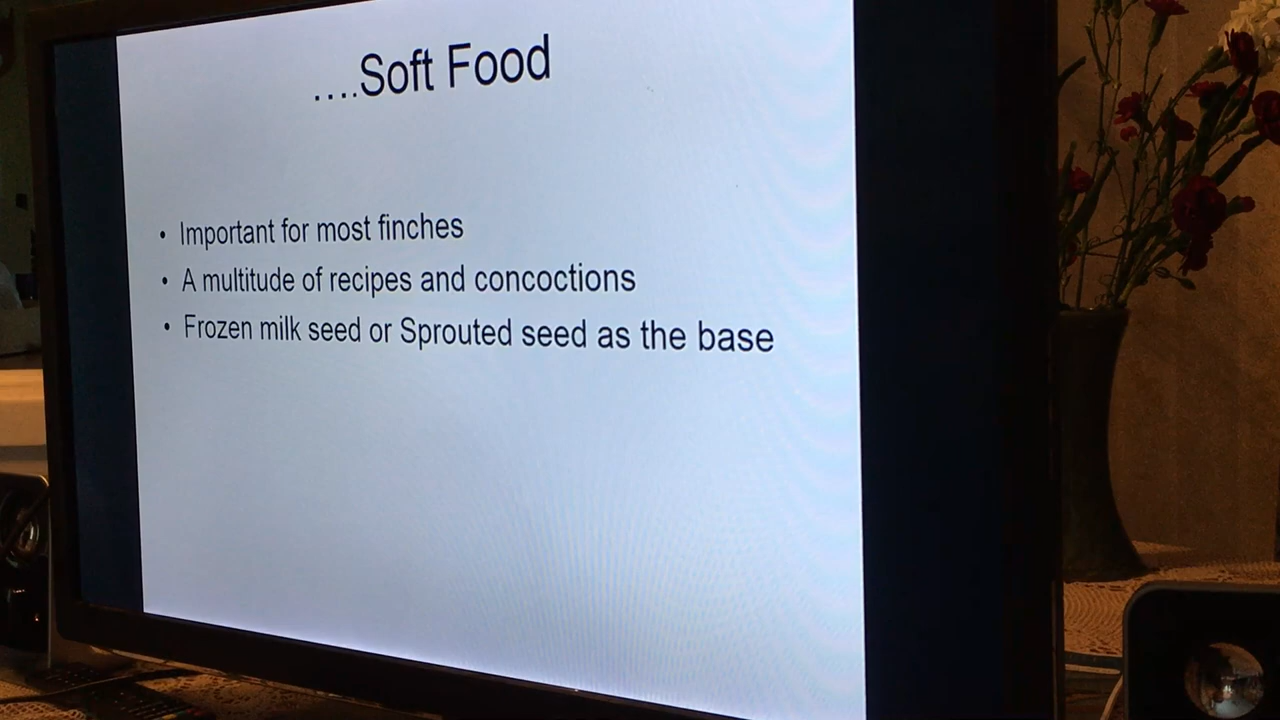 ....Soft Food
• Important for most finches
• A multitude of recipes and concoctions
• Frozen milk seed or Sprouted seed as the base